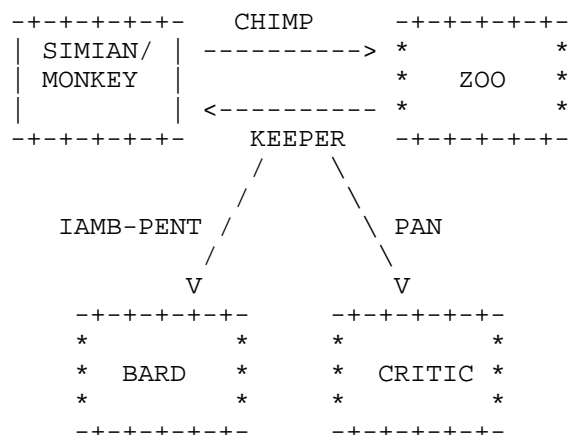 -+-+-+-+-+-   CHIMP        -+-+-+-+-+-
| SIMIAN/ | ----------> *         *
| MONKEY  |             *   ZOO   *
|         | <---------- *         *
-+-+-+-+-+-    KEEPER      -+-+-+-+-+-
/    \
/      \
IAMB-PENT /        \ PAN
/          \
V            V
-+-+-+-+-+-     -+-+-+-+-+-
*         *     *         *
*  BARD   *     *  CRITIC *
*         *     *         *
-+-+-+-+-+-     -+-+-+-+-+-